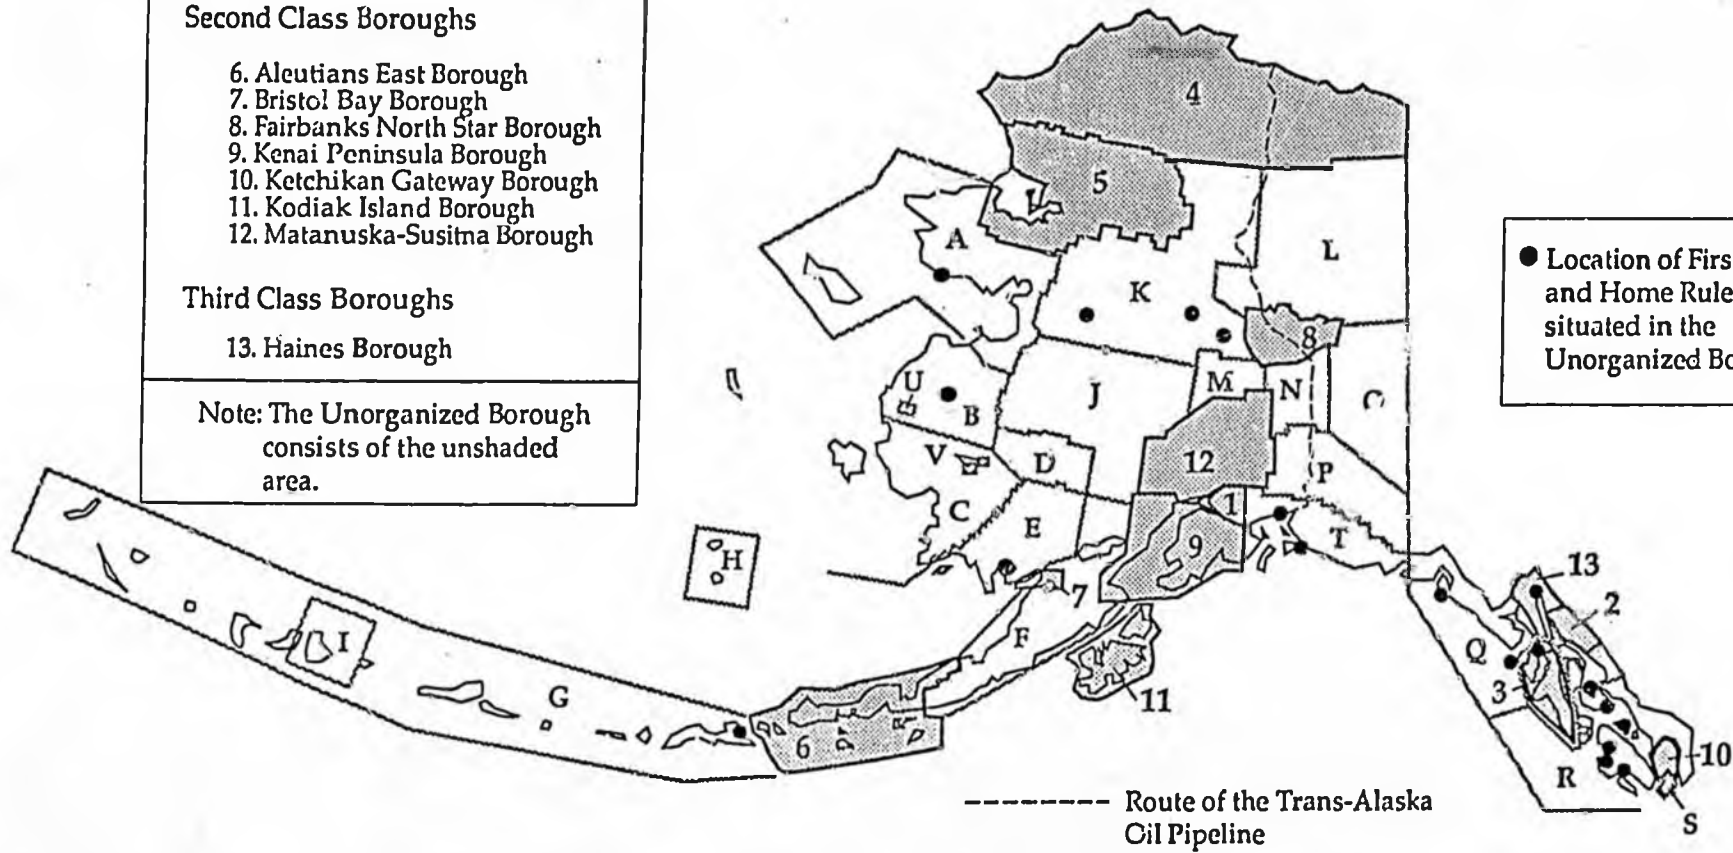 Second Class Boroughs
6. Aleutians East Borough
7. Bristol Bay Borough
8. Fairbanks North Star Borough
9. Kenai Peninsula Borough
10. Ketchikan Gateway Borough
11. Kodiak Island Borough
12. Matanuska-Susitna Borough
Third Class Boroughs
13. Haines Borough
Note: The Unorganized Borough
consists of the unshaded
area.
Location of Firs
and Home Rule
situated in the
Unorganized Bo
4
5
A
L
K
8
U
B
J
M
N
V
D
12
P
C
E
1
9
T
H
7
13
2
I
F
Q
G
11
3
6
10
R
S
Route of the Trans-Alaska
Oil Pipeline